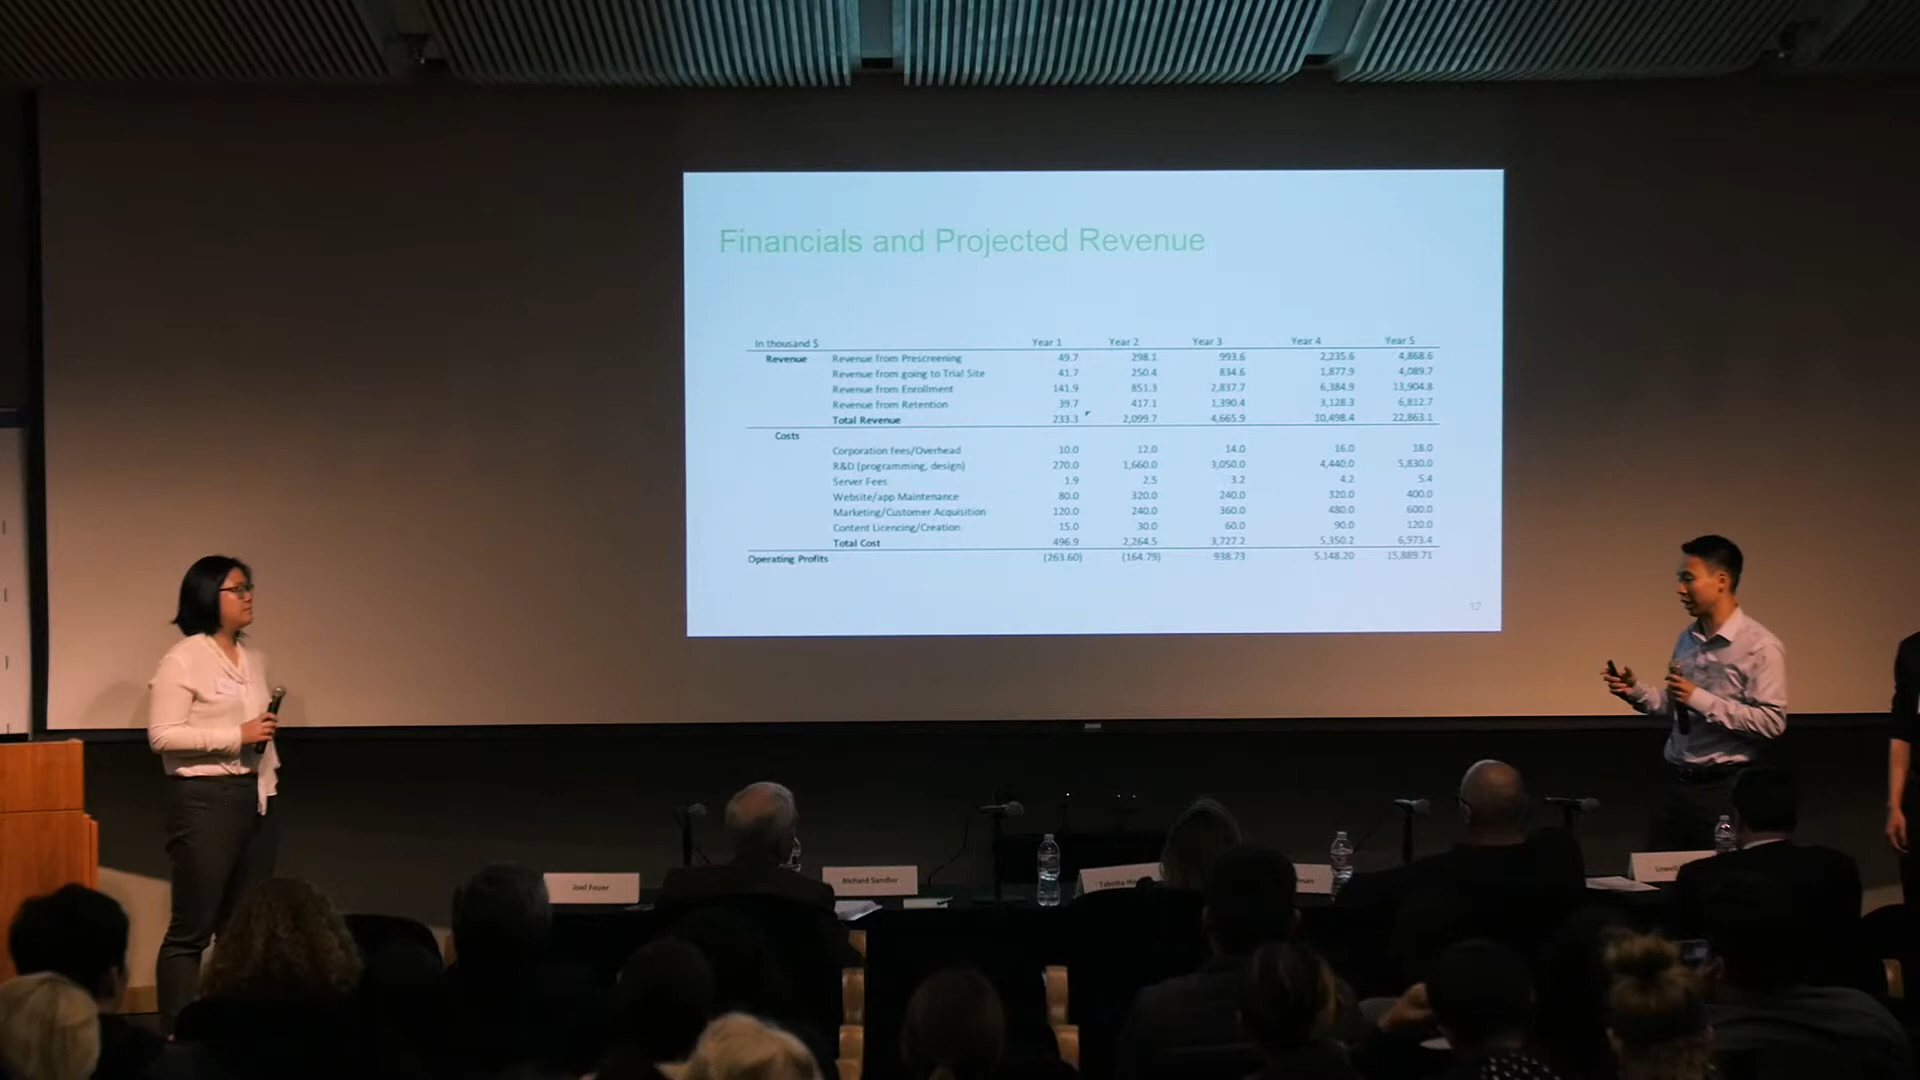 Financials and Projected Revenue
In thousand $ Year 1 Year 2 Year 3 Year 4 Year 5
Revenue Revenue from Prescreening 49.7 298.1 993.6 2,235.6 4,868.6
Revenue from going to Trial Site 41.7 250.4 834.6 1,877.9 4,089.7
Revenue from Enrollment 141.9 851.3 2,837.7 6,384.9 13,904.8
Revenue from Retention 39.7 417.1 1,390.4 3,128.3 6,812.7
Total Revenue 233.3 2,099.7 4,665.9 10,498.4 22,863.1
Costs
Corporation fees/Overhead 10.0 12.0 14.0 16.0 18.0
R&D (programming, design) 270.0 1,660.0 3,050.0 4,440.0 5,830.0
Server Fees 1.9 2.5 3.2 4.2 5.4
Website/app Maintenance 80.0 320.0 240.0 320.0 400.0
Marketing/Customer Acquisition 120.0 240.0 360.0 480.0 600.0
Content Licencing/Creation 15.0 30.0 60.0 90.0 120.0
Total Cost 496.9 2,264.5 3,727.2 5,350.2 6,973.4
Operating Profits (263.60) (164.79) 938.73 5,148.20 15,889.71
12
Joel Feuer
Richard Sandler
Tabitha
man
Lowell